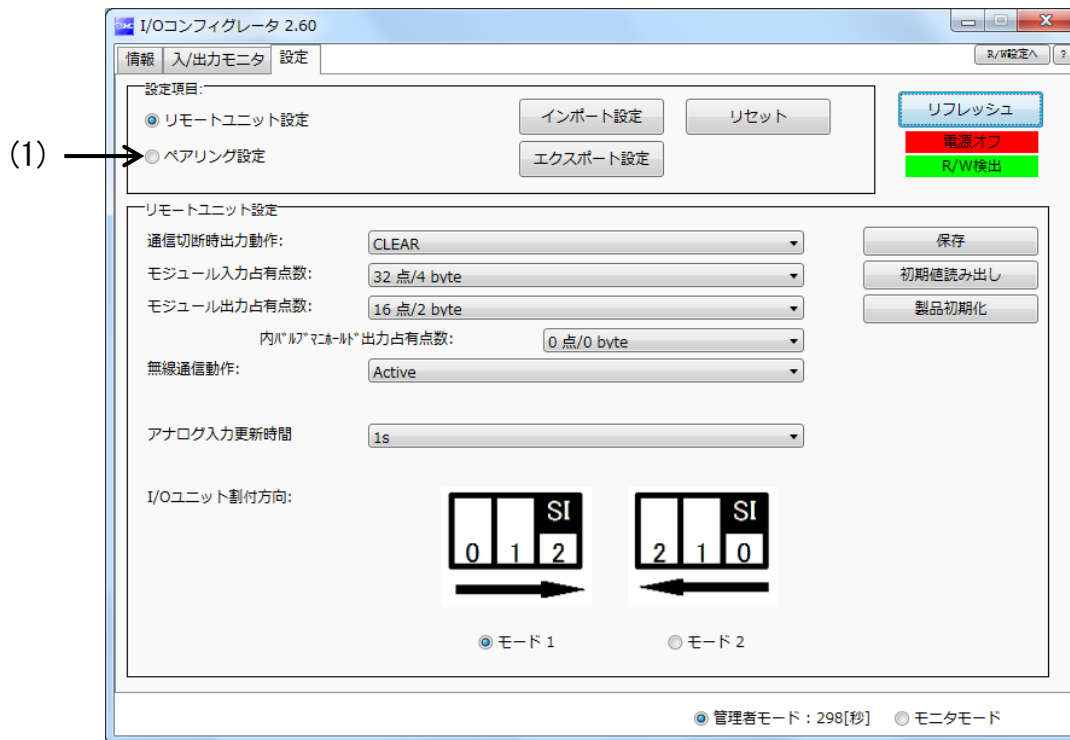 I/Oコンフィグレータ 2.60
情報 入/出力モニタ 設定 R/W設定へ ?
設定項目:
リモートユニット設定 インポート設定 リセット リフレッシュ
電源オフ
(1) ペアリング設定 エクスポート設定 R/W検出
リモートユニット設定
通信切断時出力動作: CLEAR 保存
モジュール入力占有点数: 32 点/4 byte 初期値読み出し
モジュール出力占有点数: 16 点/2 byte 製品初期化
内ﾊﾞﾙﾌﾞﾏﾆﾎｰﾙﾄﾞ出力占有点数: 0 点/0 byte
無線通信動作: Active
アナログ入力更新時間 1s
I/Oユニット割付方向:
SI SI
0 1 2 2 1 0
モード 1 モード 2
管理者モード : 298[秒] モニタモード